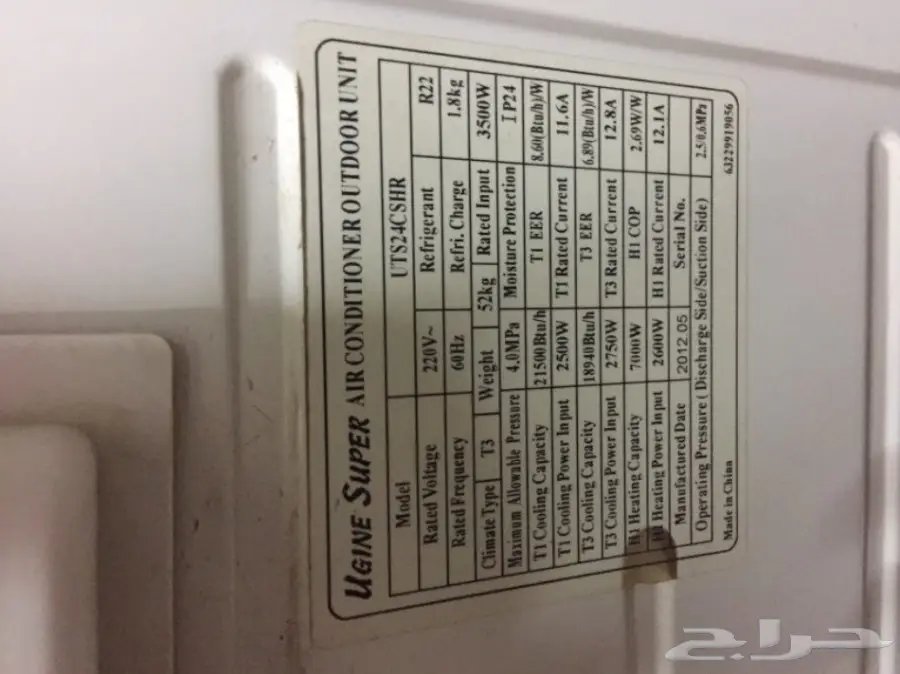 UGINE SUPER AIR CONDITIONER OUTDOOR UNIT
Model UTS24CSHR
Rated Voltage 220V~ Refrigerant R22
Rated Frequency 60Hz Refri. Charge 1.8kg
Climate Type T3 Weight 52kg Rated Input 3500W
Maximum Allowable Pressure 4.0MPa Moisture Protection IP24
T1 Cooling Capacity 21500Btu/h T1 EER 8.60(Btu/h)/W
T1 Cooling Power Input 2500W T1 Rated Current 11.6A
T3 Cooling Capacity 18940Btu/h T3 EER 6.89(Btu/h)/W
T3 Cooling Power Input 2750W T3 Rated Current 12.8A
H1 Heating Capacity 7000W H1 COP 2.69W/W
H1 Heating Power Input 2600W H1 Rated Current 12.1A
Manufactured Date 2012.05 Serial No.
Operating Pressure ( Discharge Side/Suction Side) 2.5/0.6MPa
Made in China 63229919056
حراج